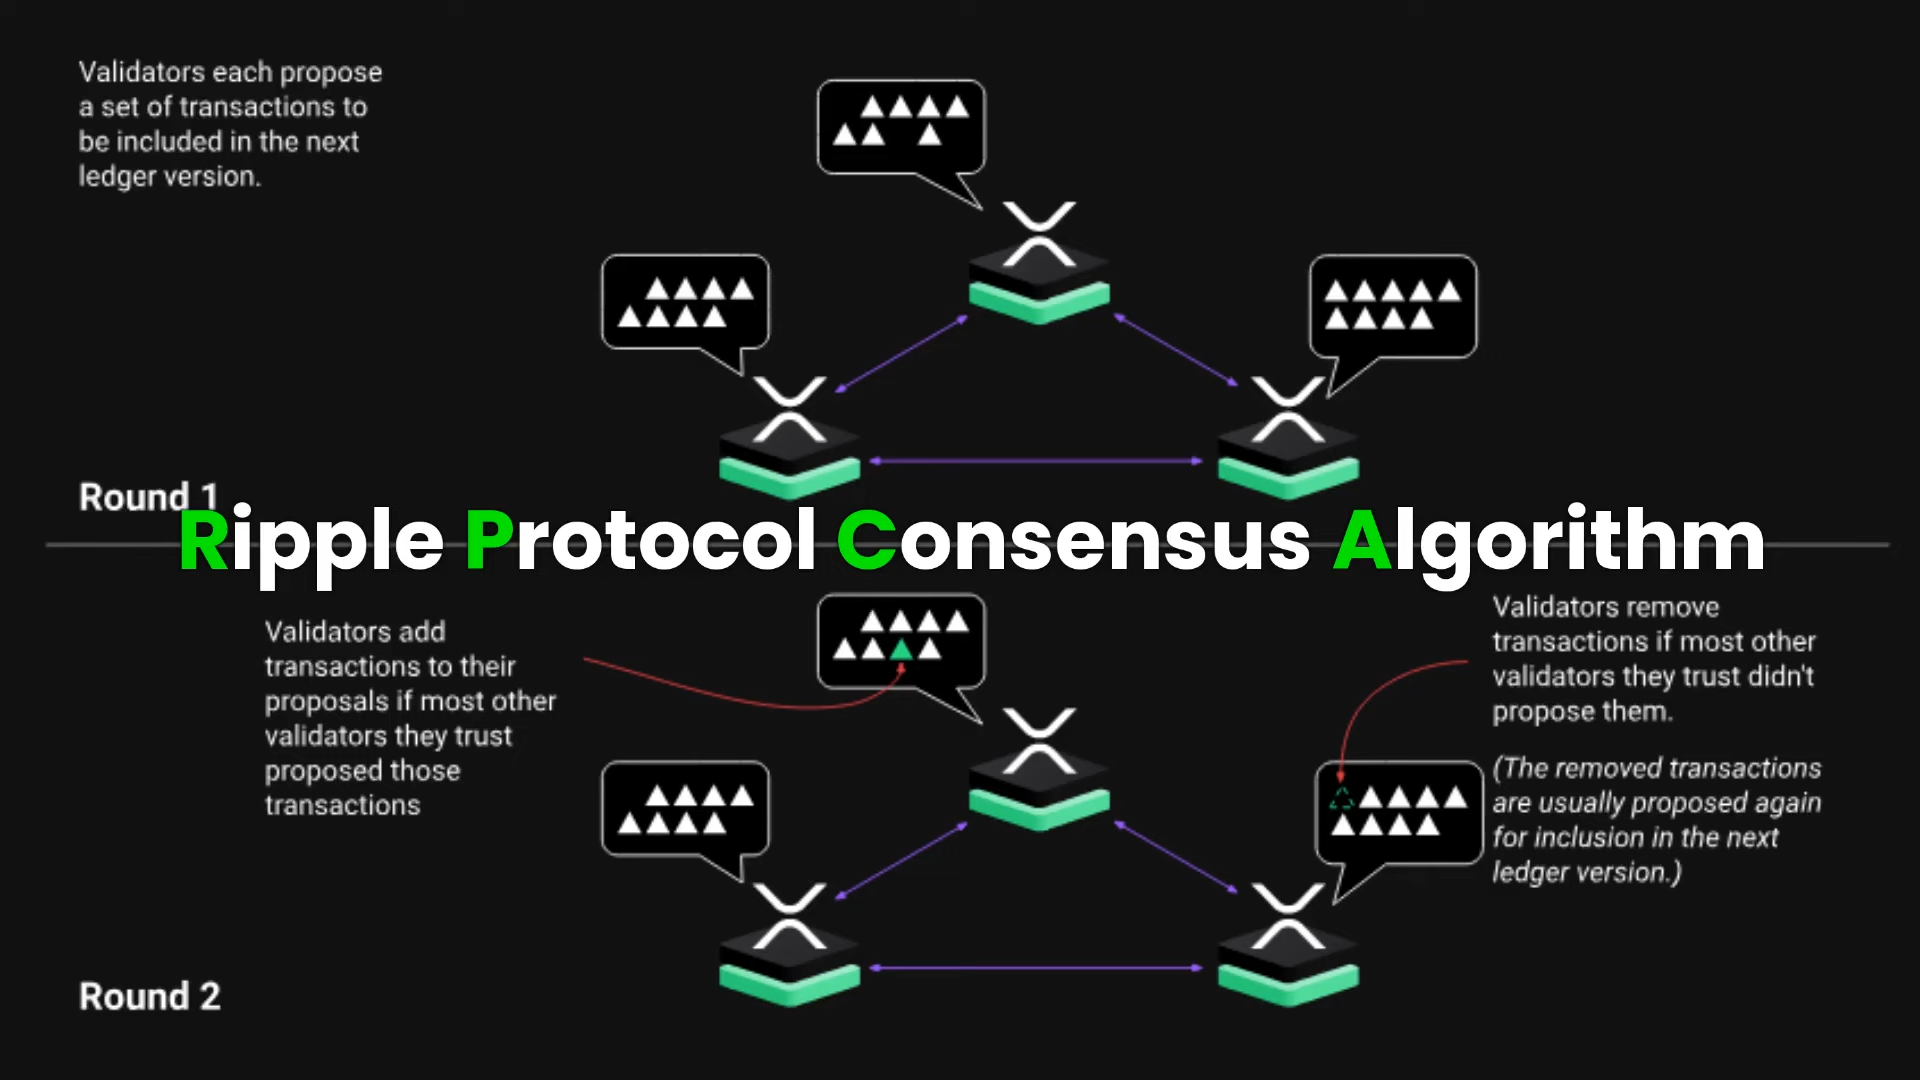 Validators each propose
a set of transactions to
be included in the next
ledger version.
Round 1
Ripple Protocol Consensus Algorithm
Validators add
transactions to their
proposals if most other
validators they trust
proposed those
transactions
Validators remove
transactions if most other
validators they trust didn't
propose them.
(The removed transactions
are usually proposed again
for inclusion in the next
ledger version.)
Round 2